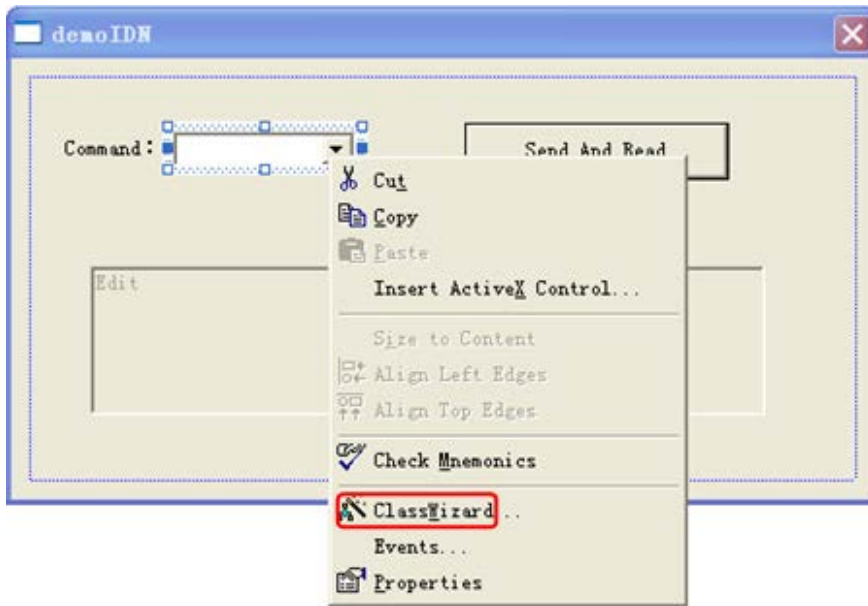 demoIDN
Command:
Send And Read
Edit
Cut
Copy
Paste
Insert ActiveX Control...
Size to Content
Align Left Edges
Align Top Edges
Check Mnemonics
ClassWizard...
Events...
Properties